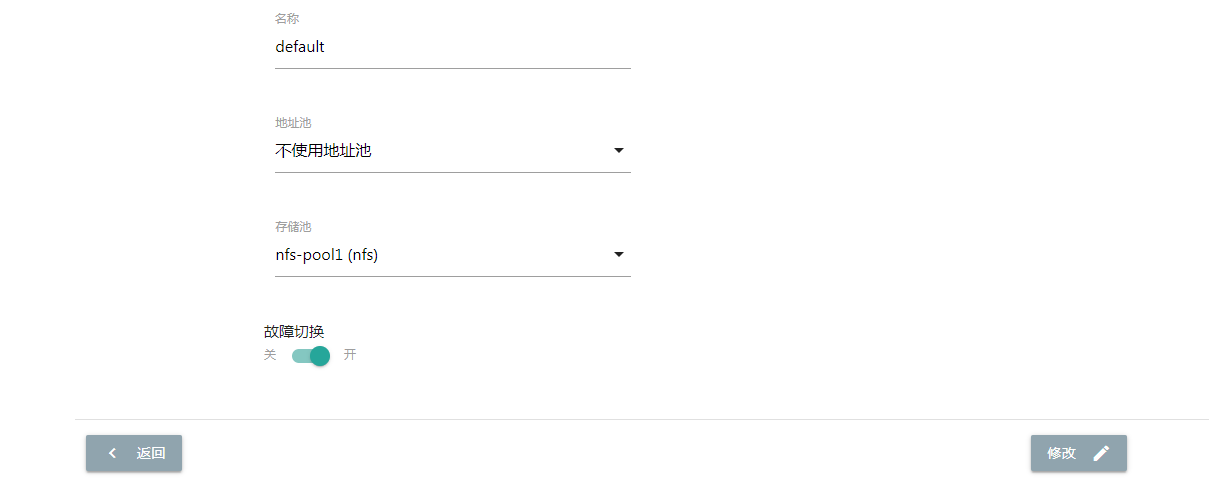 名称
default
地址池
不使用地址池
存储池
nfs-pool1 (nfs)
故障切换
关 开
返回 修改